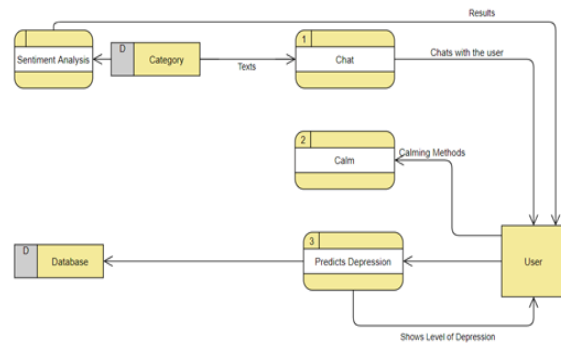 Results
D
1
Sentiment Analysis
Category
Texts
Chat
Chats with the user
2
Calm
Calming Methods
D
3
Database
Predicts Depression
User
Shows Level of Depression